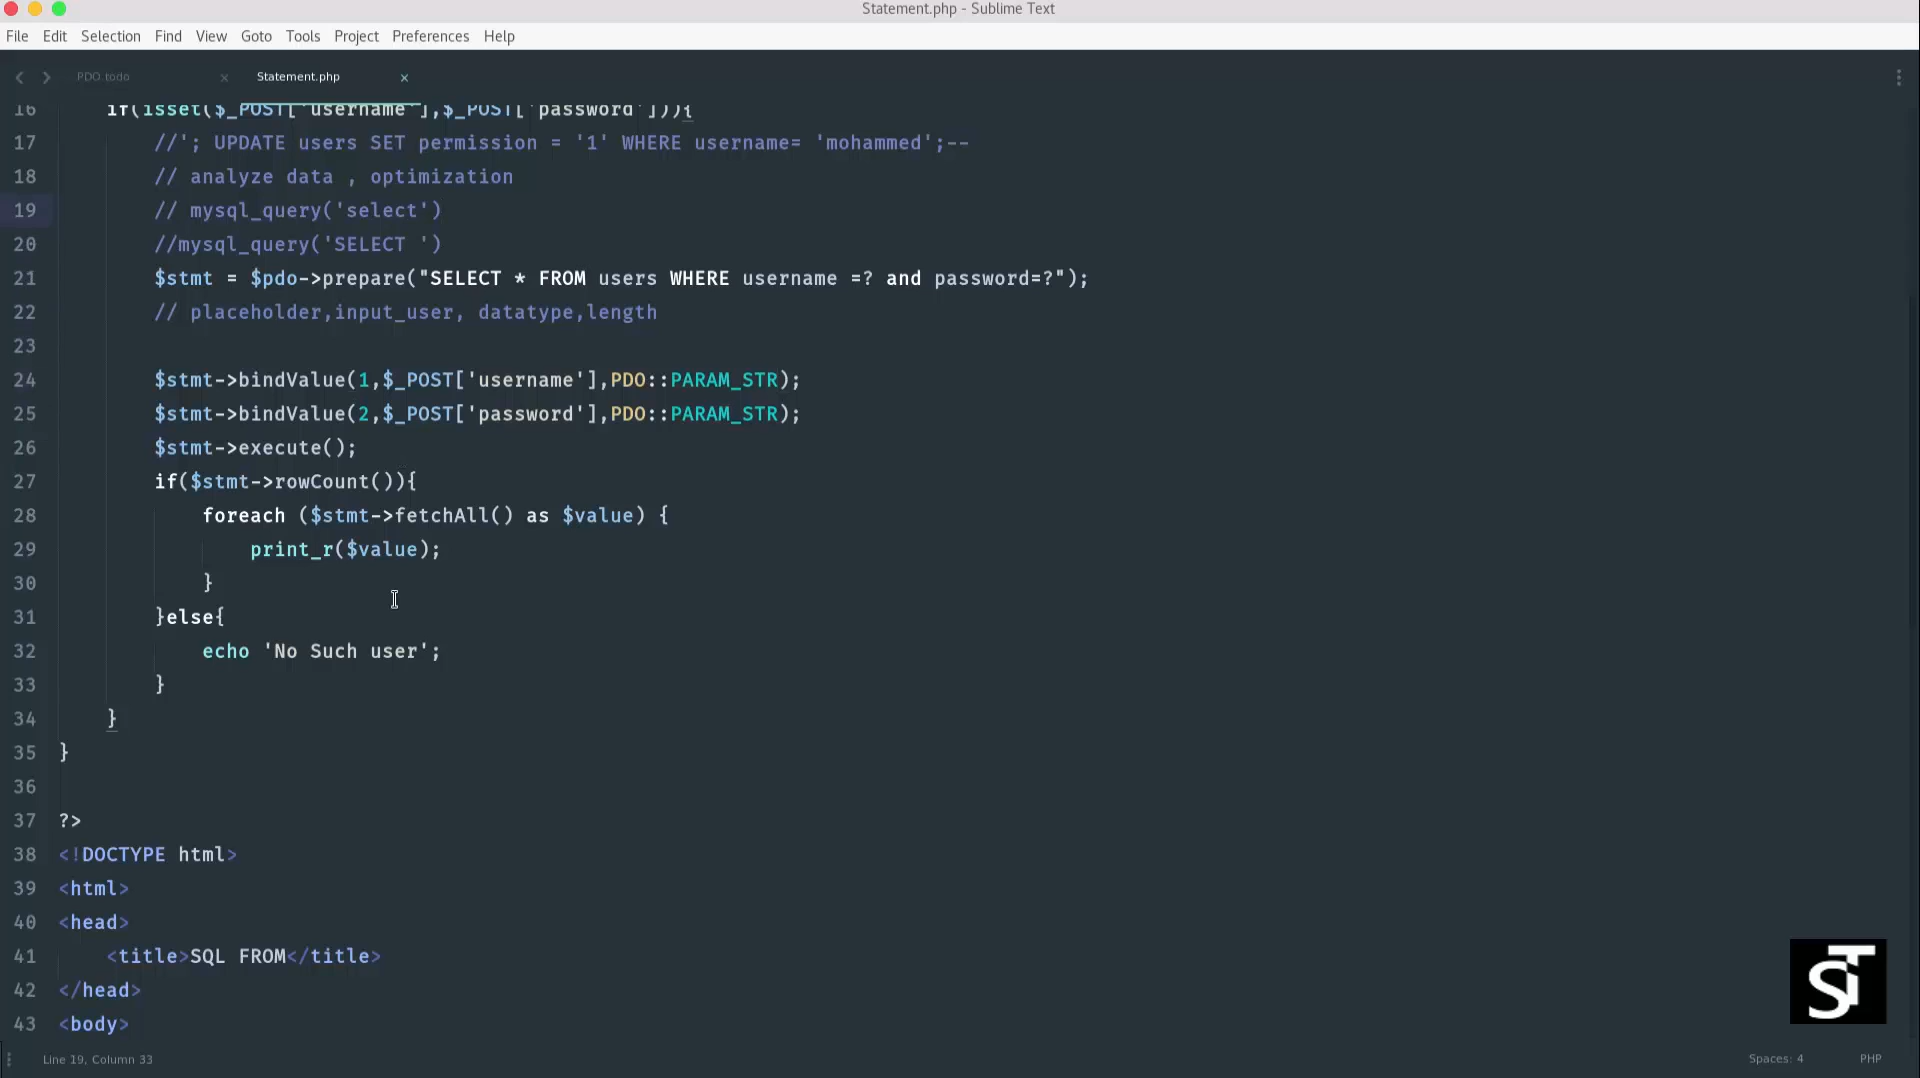 Statement.php - Sublime Text
File Edit Selection Find View Goto Tools Project Preferences Help
PDO.todo × Statement.php ×
16 if(isset($_POST['username'],$_POST['password'])){
17 //'; UPDATE users SET permission = '1' WHERE username= 'mohammed';--
18 // analyze data , optimization
19 // mysql_query('select')
20 //mysql_query('SELECT ')
21 $stmt = $pdo->prepare("SELECT * FROM users WHERE username =? and password=?");
22 // placeholder,input_user, datatype,length
23
24 $stmt->bindValue(1,$_POST['username'],PDO::PARAM_STR);
25 $stmt->bindValue(2,$_POST['password'],PDO::PARAM_STR);
26 $stmt->execute();
27 if($stmt->rowCount()){
28 foreach ($stmt->fetchAll() as $value) {
29 print_r($value);
30 }
31 }else{
32 echo 'No Such user';
33 }
34 }
35 }
36
37 ?>
38 <!DOCTYPE html>
39 <html>
40 <head>
41 <title>SQL FROM</title>
42 </head>
43 <body>
ST
Line 19, Column 33 Spaces: 4 PHP